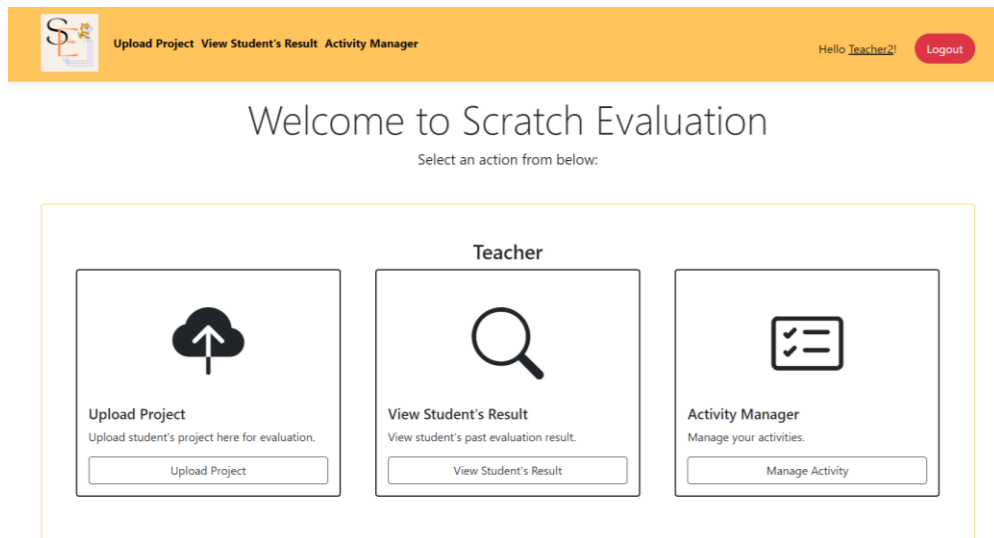 SE
Upload Project View Student's Result Activity Manager
Hello Teacher2!
Logout
Welcome to Scratch Evaluation
Select an action from below:
Teacher
Upload Project
Upload student's project here for evaluation.
Upload Project
View Student's Result
View student's past evaluation result.
View Student's Result
Activity Manager
Manage your activities.
Manage Activity